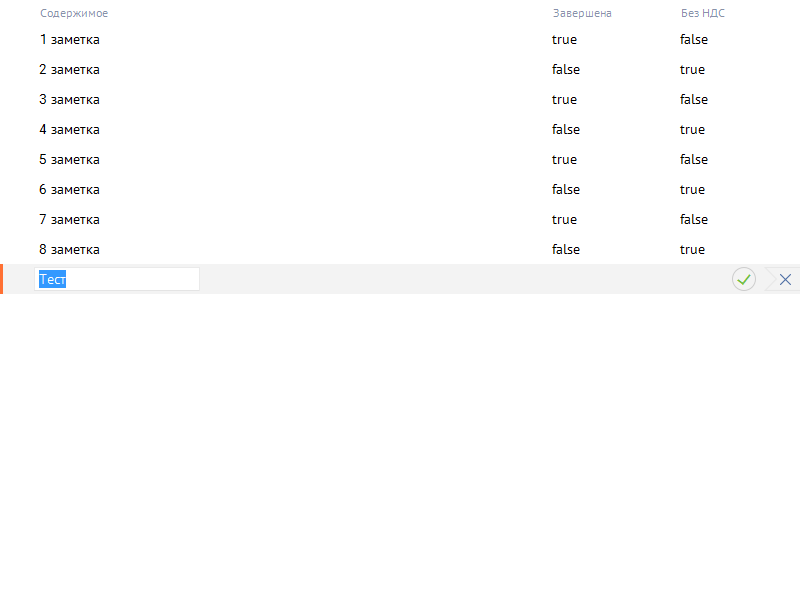 Содержимое Завершена Без НДС
1 заметка true false
2 заметка false true
3 заметка true false
4 заметка false true
5 заметка true false
6 заметка false true
7 заметка true false
8 заметка false true
Тест